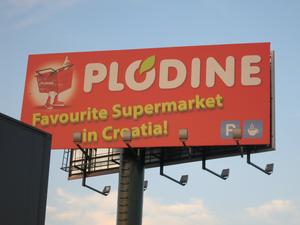 PLODINE
Favourite Supermarket
in Croatia!
P